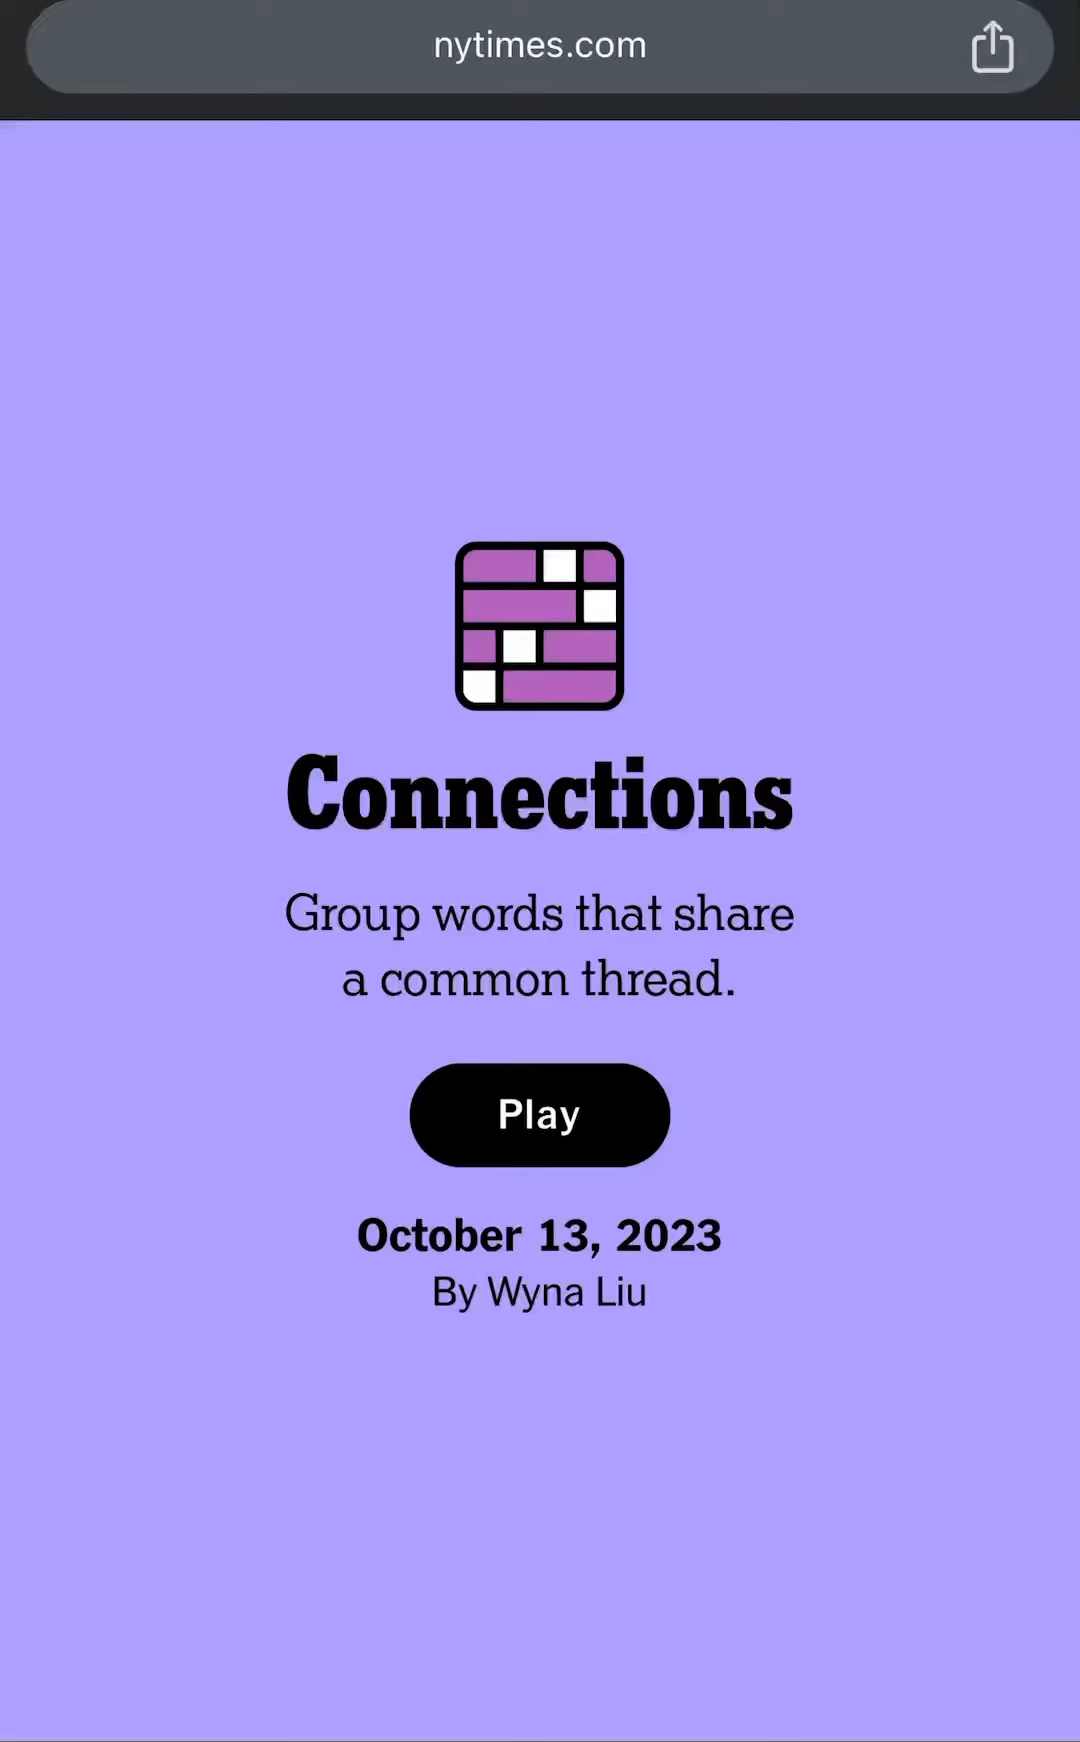 nytimes.com
Connections
Group words that share
a common thread.
Play
October 13, 2023
By Wyna Liu